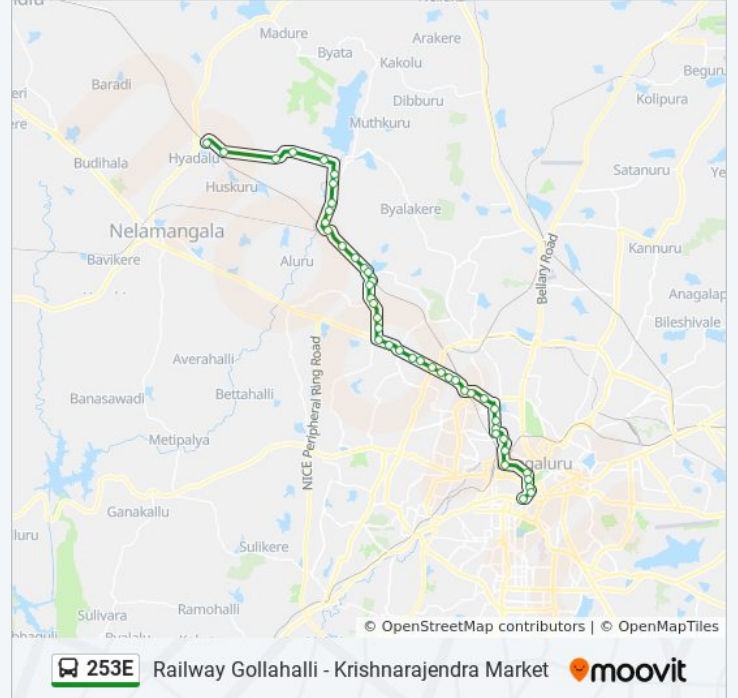 Madure
Arakere
Byata
Kakolu
Baradi
Beguru
Dibburu
Kolipura
Muthkuru
Budihala
Hyadalu
Satanuru
Huskuru
Byalakere
Nelamangala
Kannuru
Bavikere
Aluru
Bellary Road
Anagalap
Bileshivale
Averahalli
NICE Peripheral Ring Road
Bettahalli
Banasawadi
Metipalya
galuru
Ganakallu
luru
Sulikere
Ramohalli
Sulivara
© OpenStreetMap contributors | © OpenMapTiles
253E Railway Gollahalli - Krishnarajendra Market moovit